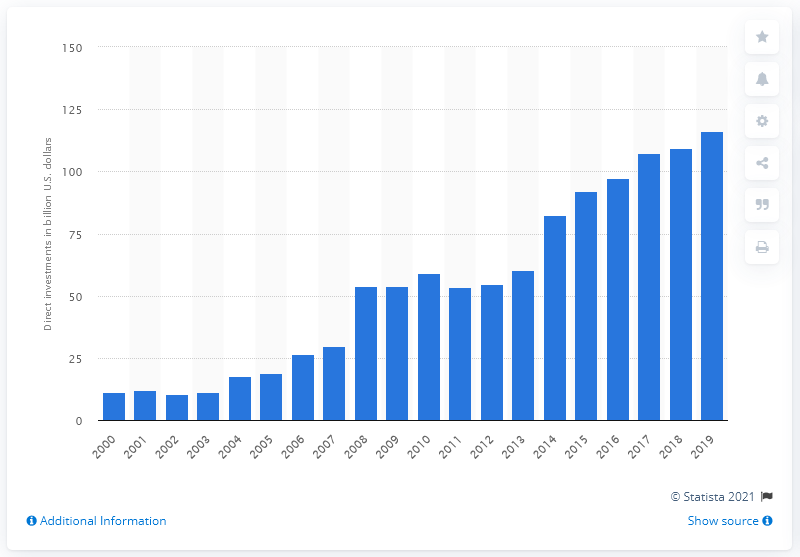 Direct investments in billion U.S. dollars
150
125
100
75
50
25
0
2000 2001 2002 2003 2004 2005 2006 2007 2008 2009 2010 2011 2012 2013 2014 2015 2016 2017 2018 2019
© Statista 2021
Additional Information Show source